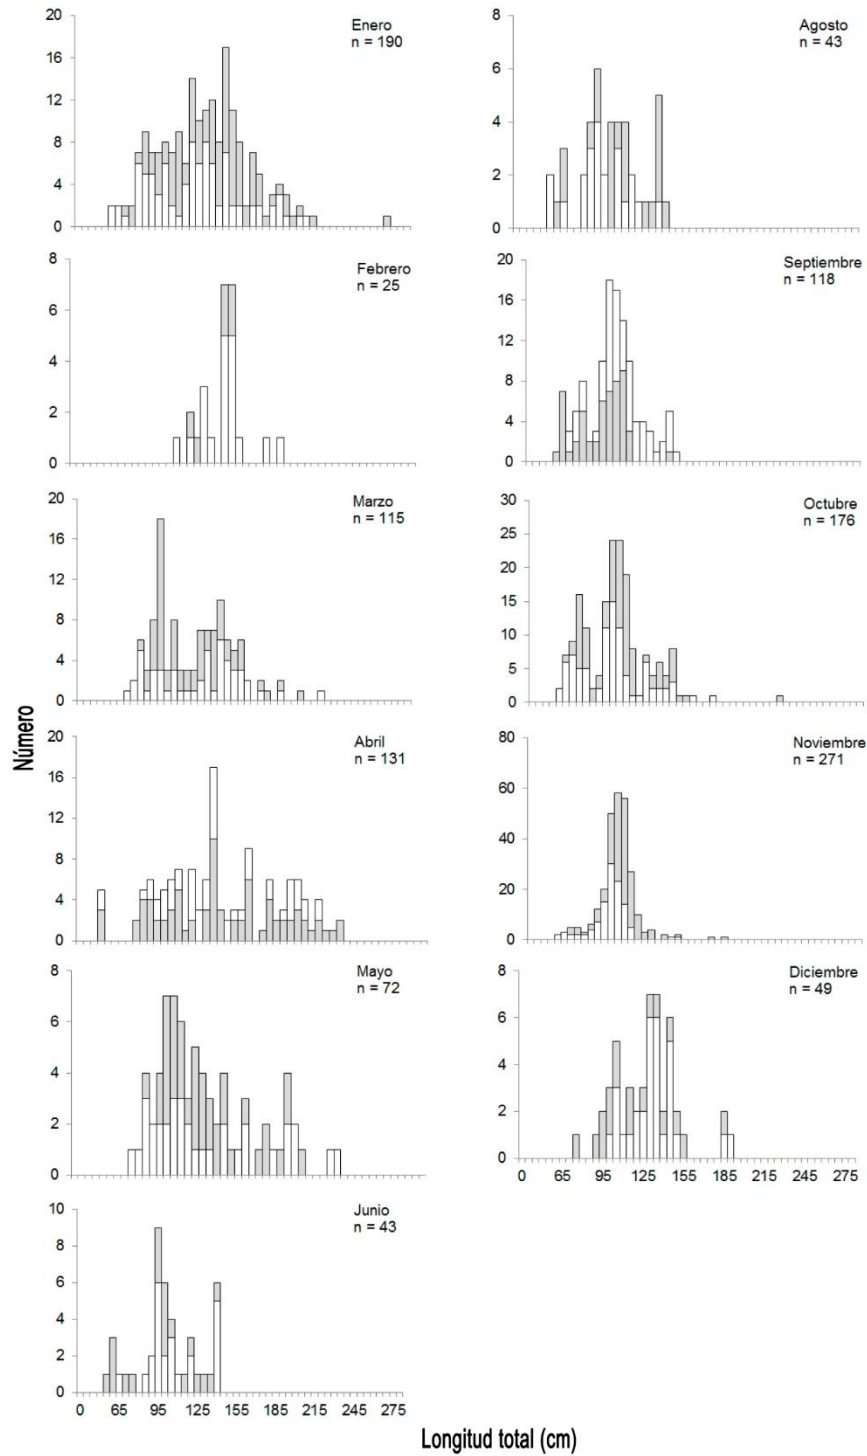 Enero
n = 190
20
16
12
8
4
0
Agosto
n = 43
8
6
4
2
0
Febrero
n = 25
8
6
4
2
0
Septiembre
n = 118
20
16
12
8
4
0
Marzo
n = 115
20
16
12
8
4
0
Octubre
n = 176
30
25
20
15
10
5
0
Número
Abril
n = 131
20
16
12
8
4
0
Noviembre
n = 271
80
60
40
20
0
Mayo
n = 72
8
6
4
2
0
Diciembre
n = 49
8
6
4
2
0
0 65 95 125 155 185 215 245 285
Junio
n = 43
10
8
6
4
2
0
0 65 95 125 155 185 215 245 285
Longitud total (cm)